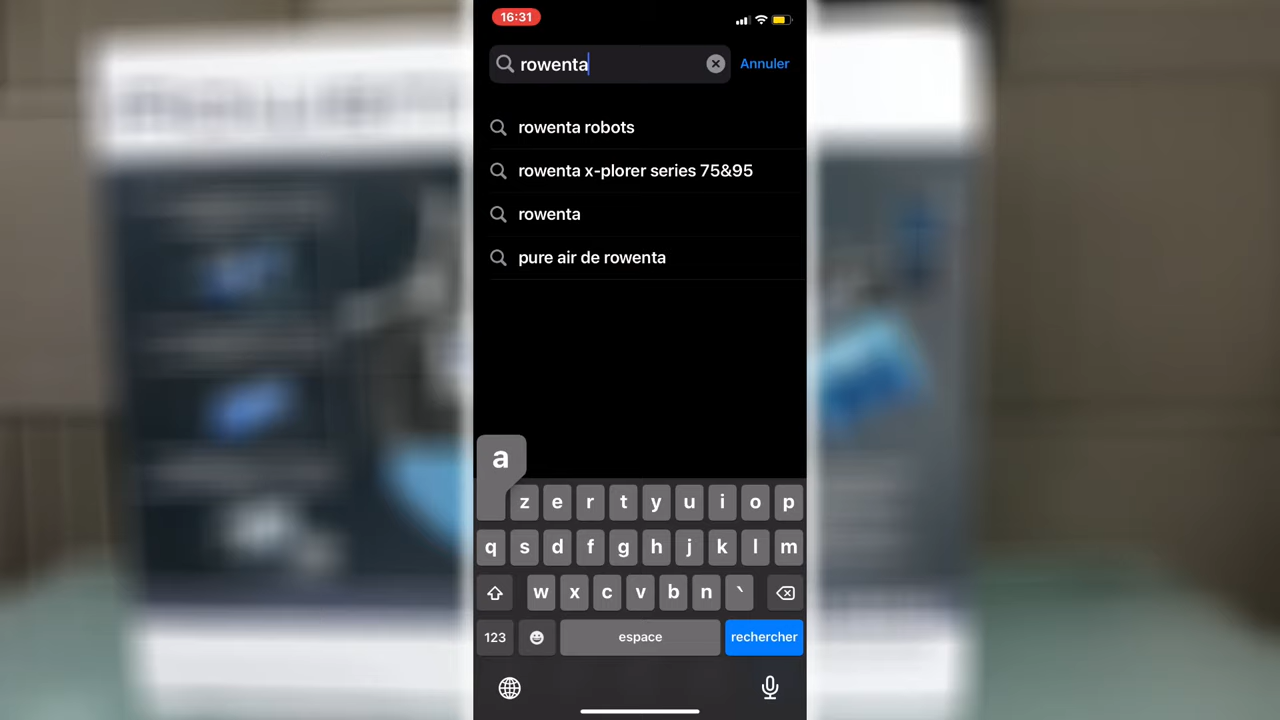 16:31
rowenta
Annuler
rowenta robots
rowenta x-plorer series 75&95
rowenta
pure air de rowenta
a
z e r t y u i o p
q s d f g h j k l m
w x c v b n `
123 espace rechercher